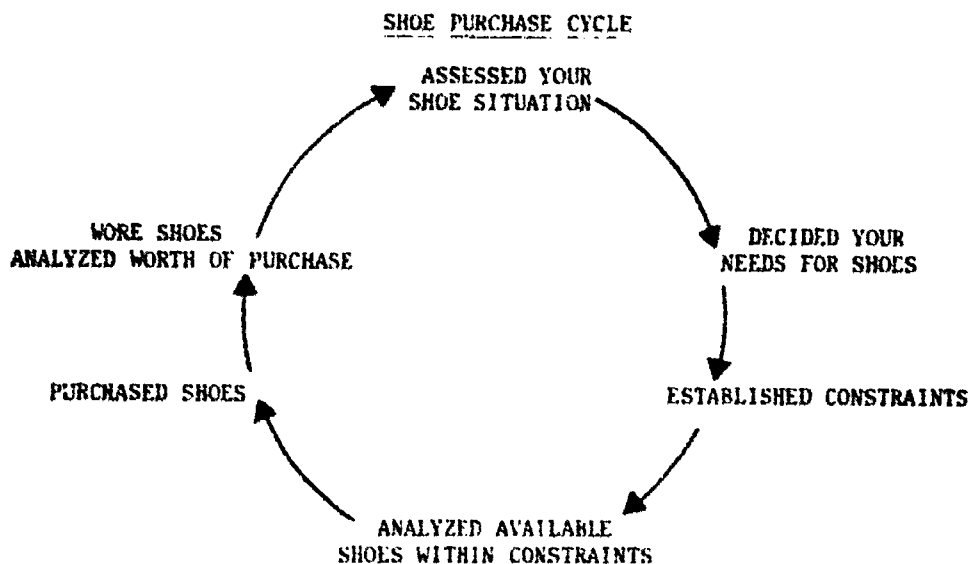 SHOE PURCHASE CYCLE
ASSESSED YOUR
SHOE SITUATION
DECIDED YOUR
NEEDS FOR SHOES
ESTABLISHED CONSTRAINTS
ANALYZED AVAILABLE
SHOES WITHIN CONSTRAINTS
PURCHASED SHOES
WORE SHOES
ANALYZED WORTH OF PURCHASE